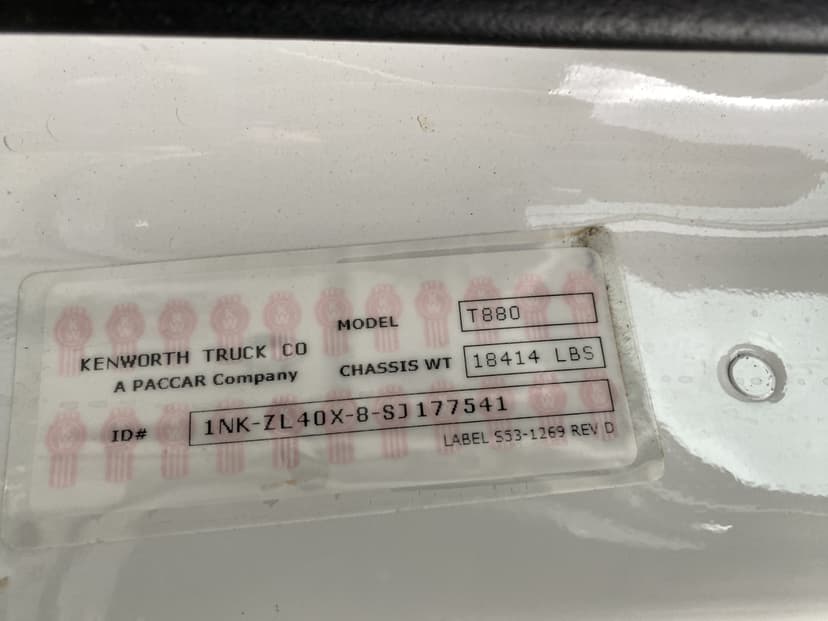 KENWORTH TRUCK CO
A PACCAR Company
MODEL T880
CHASSIS WT 18414 LBS
ID# 1NK-ZL40X-8-SJ177541
LABEL S53-1269 REV D